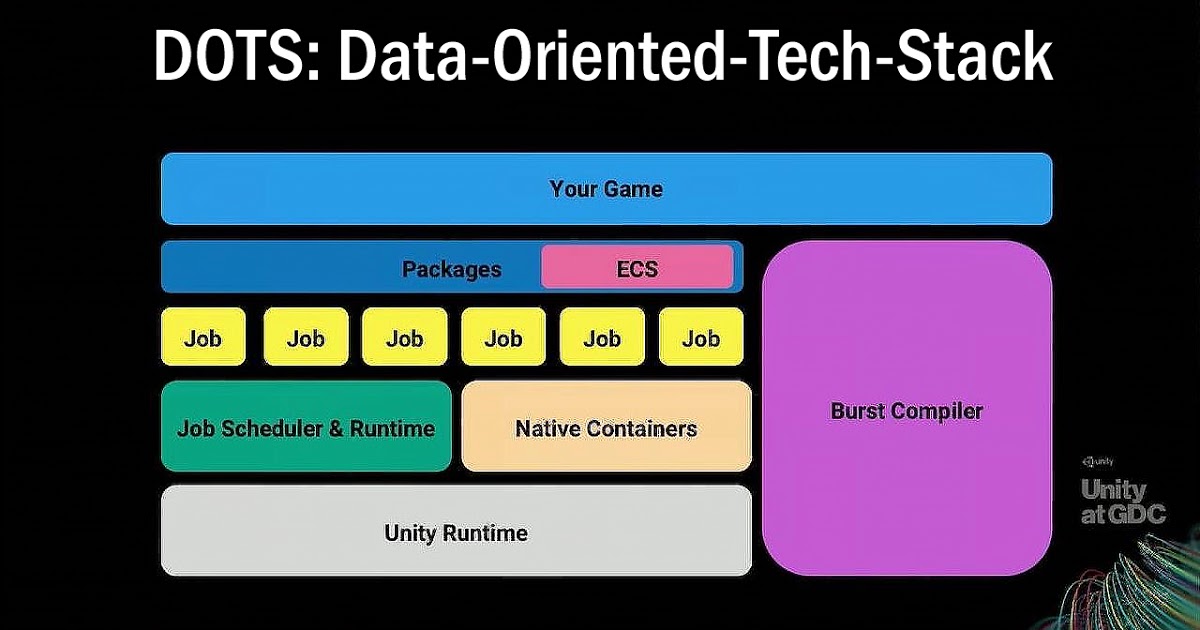 DOTS: Data-Oriented-Tech-Stack
Your Game
Packages ECS
Job Job Job Job Job Job
Job Scheduler & Runtime Native Containers
Burst Compiler
Unity Runtime
unity
Unity
at GDC